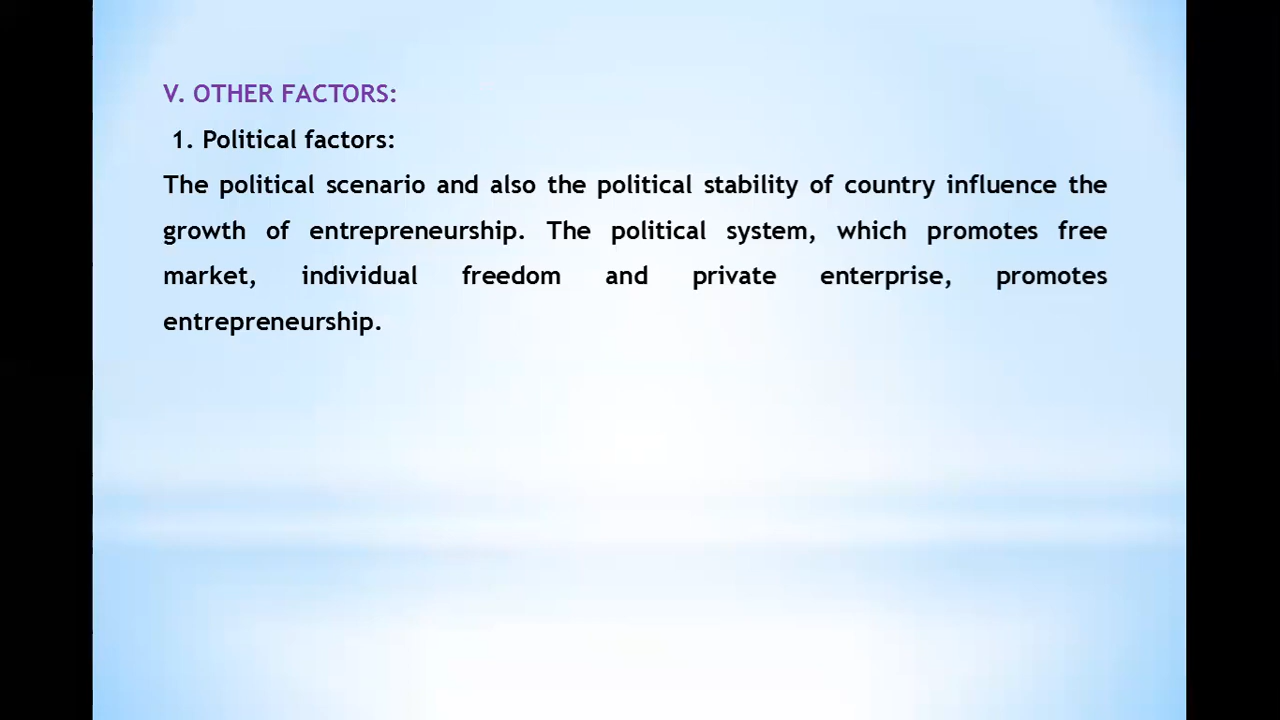 V. OTHER FACTORS:
1. Political factors:
The political scenario and also the political stability of country influence the
growth of entrepreneurship. The political system, which promotes free
market, individual freedom and private enterprise, promotes
entrepreneurship.